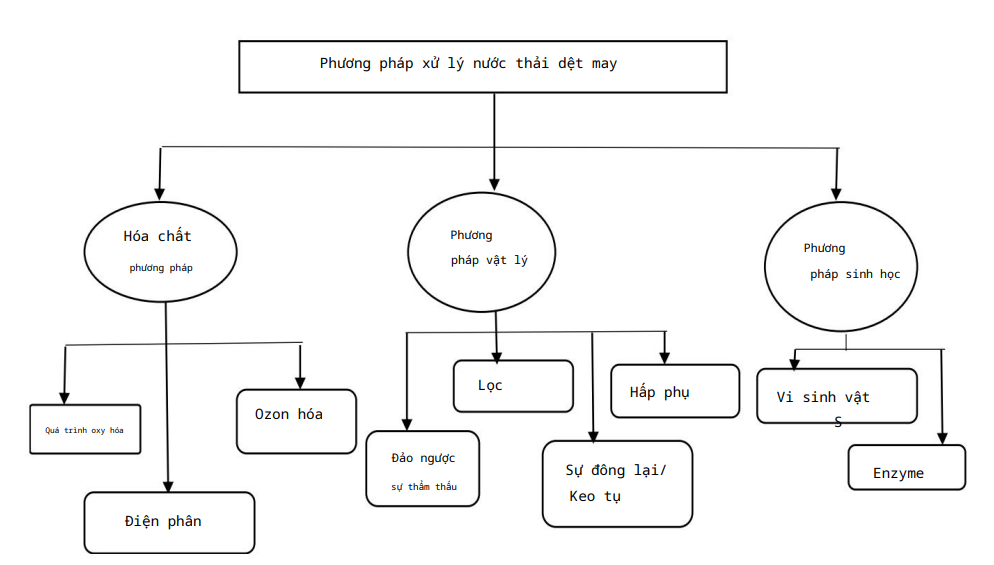 Phương pháp xử lý nước thải dệt may
Hóa chất
phương pháp
Phương
pháp vật lý
Phương
pháp sinh học
Quá trình oxy hóa
Ozon hóa
Điện phân
Lọc
Hấp phụ
Đảo ngược
sự thẩm thấu
Sự đông lại/
Keo tụ
Vi sinh vật
S
Enzyme